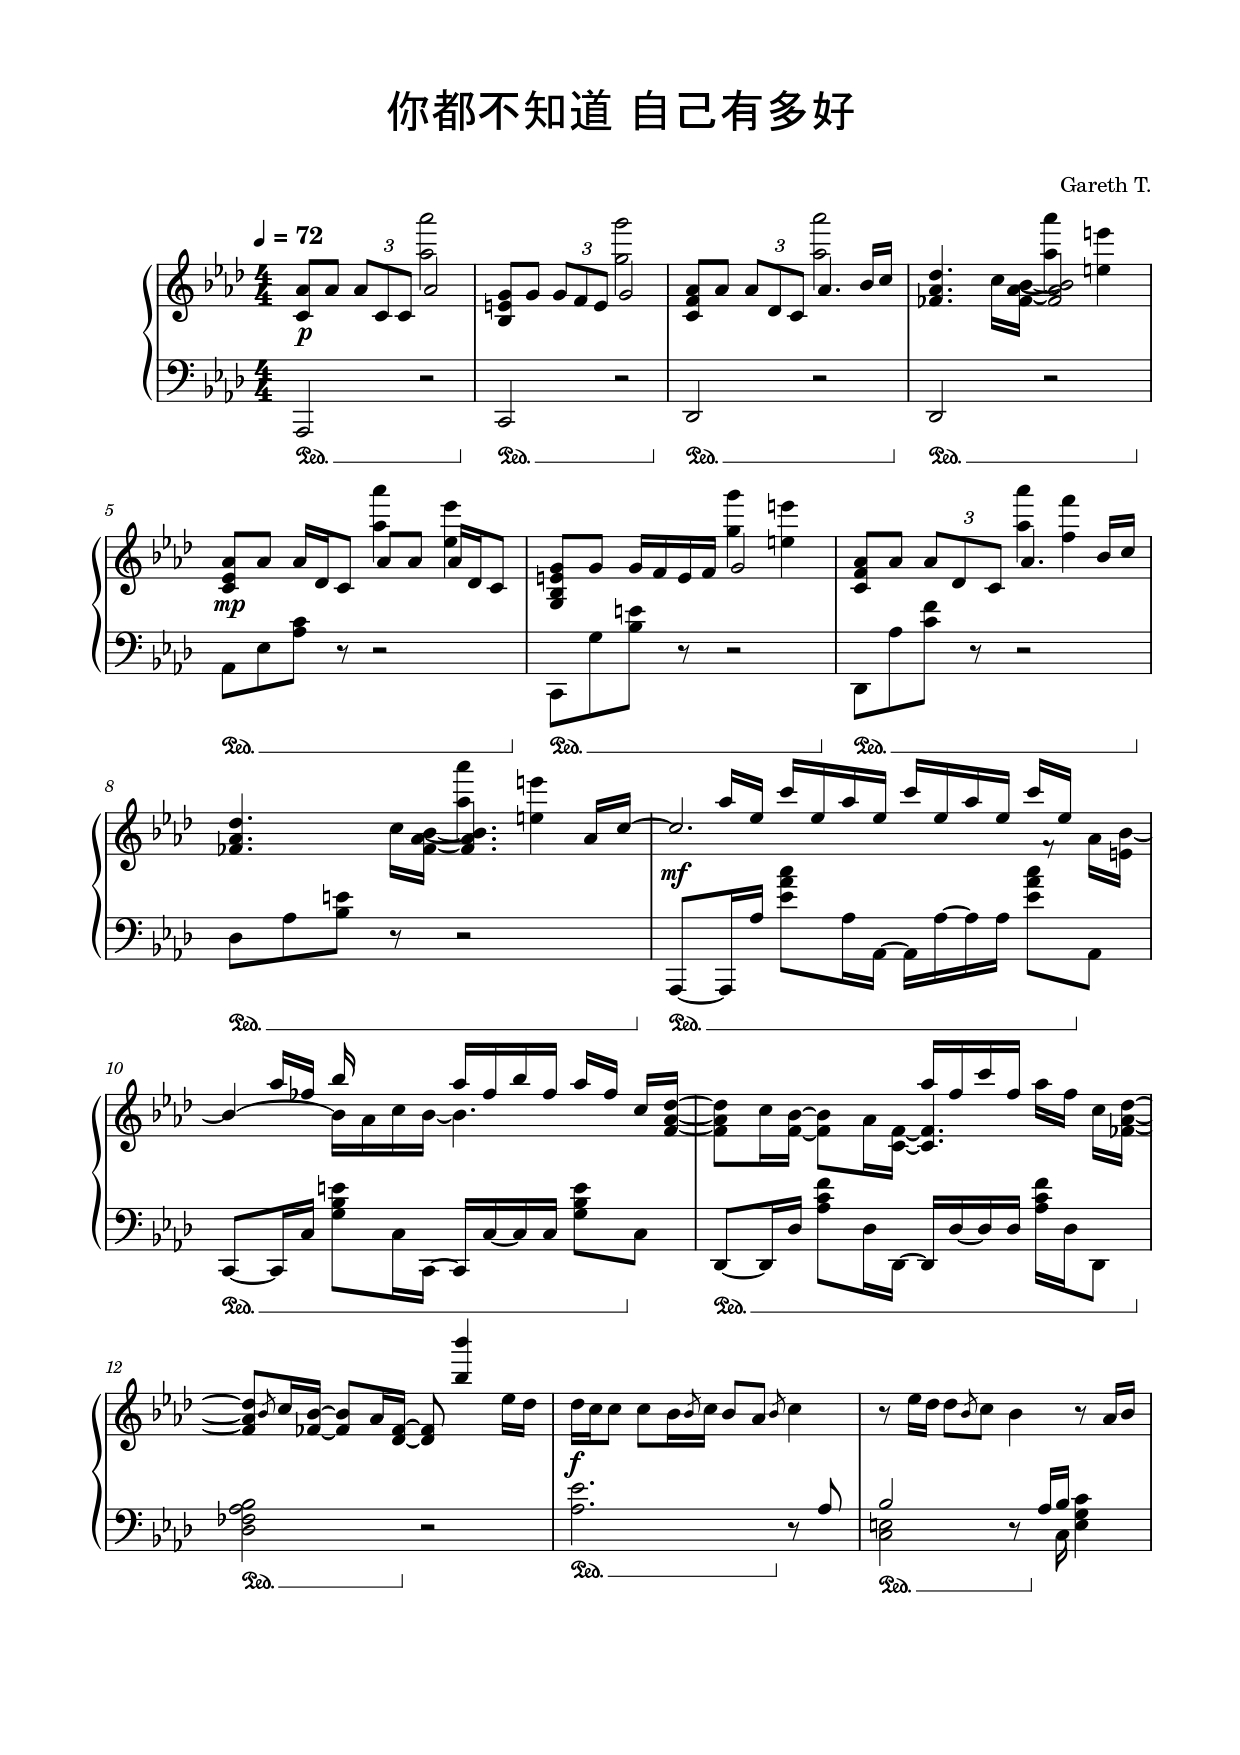 你都不知道 自己有多好
Gareth T.
♩ = 72
3 3 3
p
4/4
4/4
Ped. Ped. Ped. Ped.
5
3
mp
Ped. Ped. Ped.
8
mf
Ped. Ped.
10
Ped. Ped.
12
f
Ped. Ped. Ped.